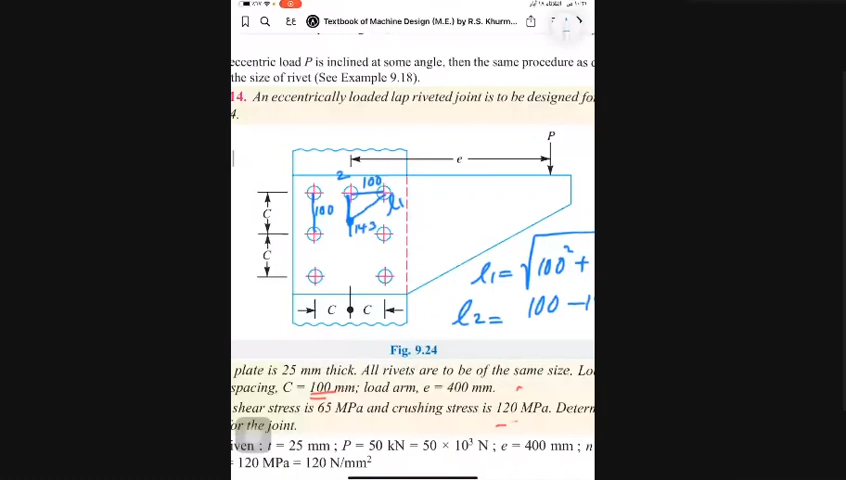 Textbook of Machine Design (M.E.) by R.S. Khurm...
eccentric load P is inclined at some angle, then the same procedure as
the size of rivet (See Example 9.18).
14. An eccentrically loaded lap riveted joint is to be designed fo
4.
P
e
2
100
l1
C
100
143
C
l1 = √100² +
C C
l2 = 100 - 1
Fig. 9.24
plate is 25 mm thick. All rivets are to be of the same size. Lo
spacing, C = 100 mm; load arm, e = 400 mm.
shear stress is 65 MPa and crushing stress is 120 MPa. Determ
or the joint.
iven : t = 25 mm ; P = 50 kN = 50 × 10³ N ; e = 400 mm ; n
= 120 MPa = 120 N/mm²